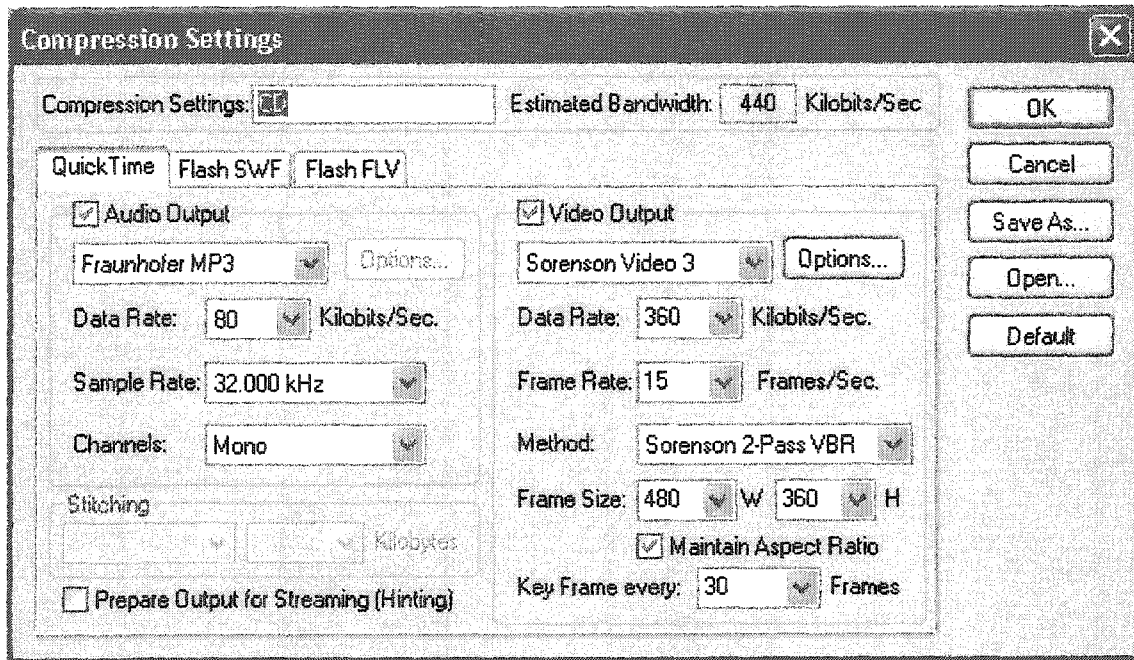 Compression Settings
Compression Settings: Estimated Bandwidth: 440 Kilobits/Sec
OK
QuickTime Flash SWF Flash FLV
Cancel
Audio Output Video Output
Save As...
Fraunhofer MP3 Options... Sorenson Video 3 Options...
Open...
Data Rate: 80 Kilobits/Sec. Data Rate: 360 Kilobits/Sec.
Default
Sample Rate: 32.000 kHz Frame Rate: 15 Frames/Sec.
Channels: Mono Method: Sorenson 2-Pass VBR
Stitching Frame Size: 480 W 360 H
Kilobytes
Maintain Aspect Ratio
Prepare Output for Streaming (Hinting) Key Frame every: 30 Frames